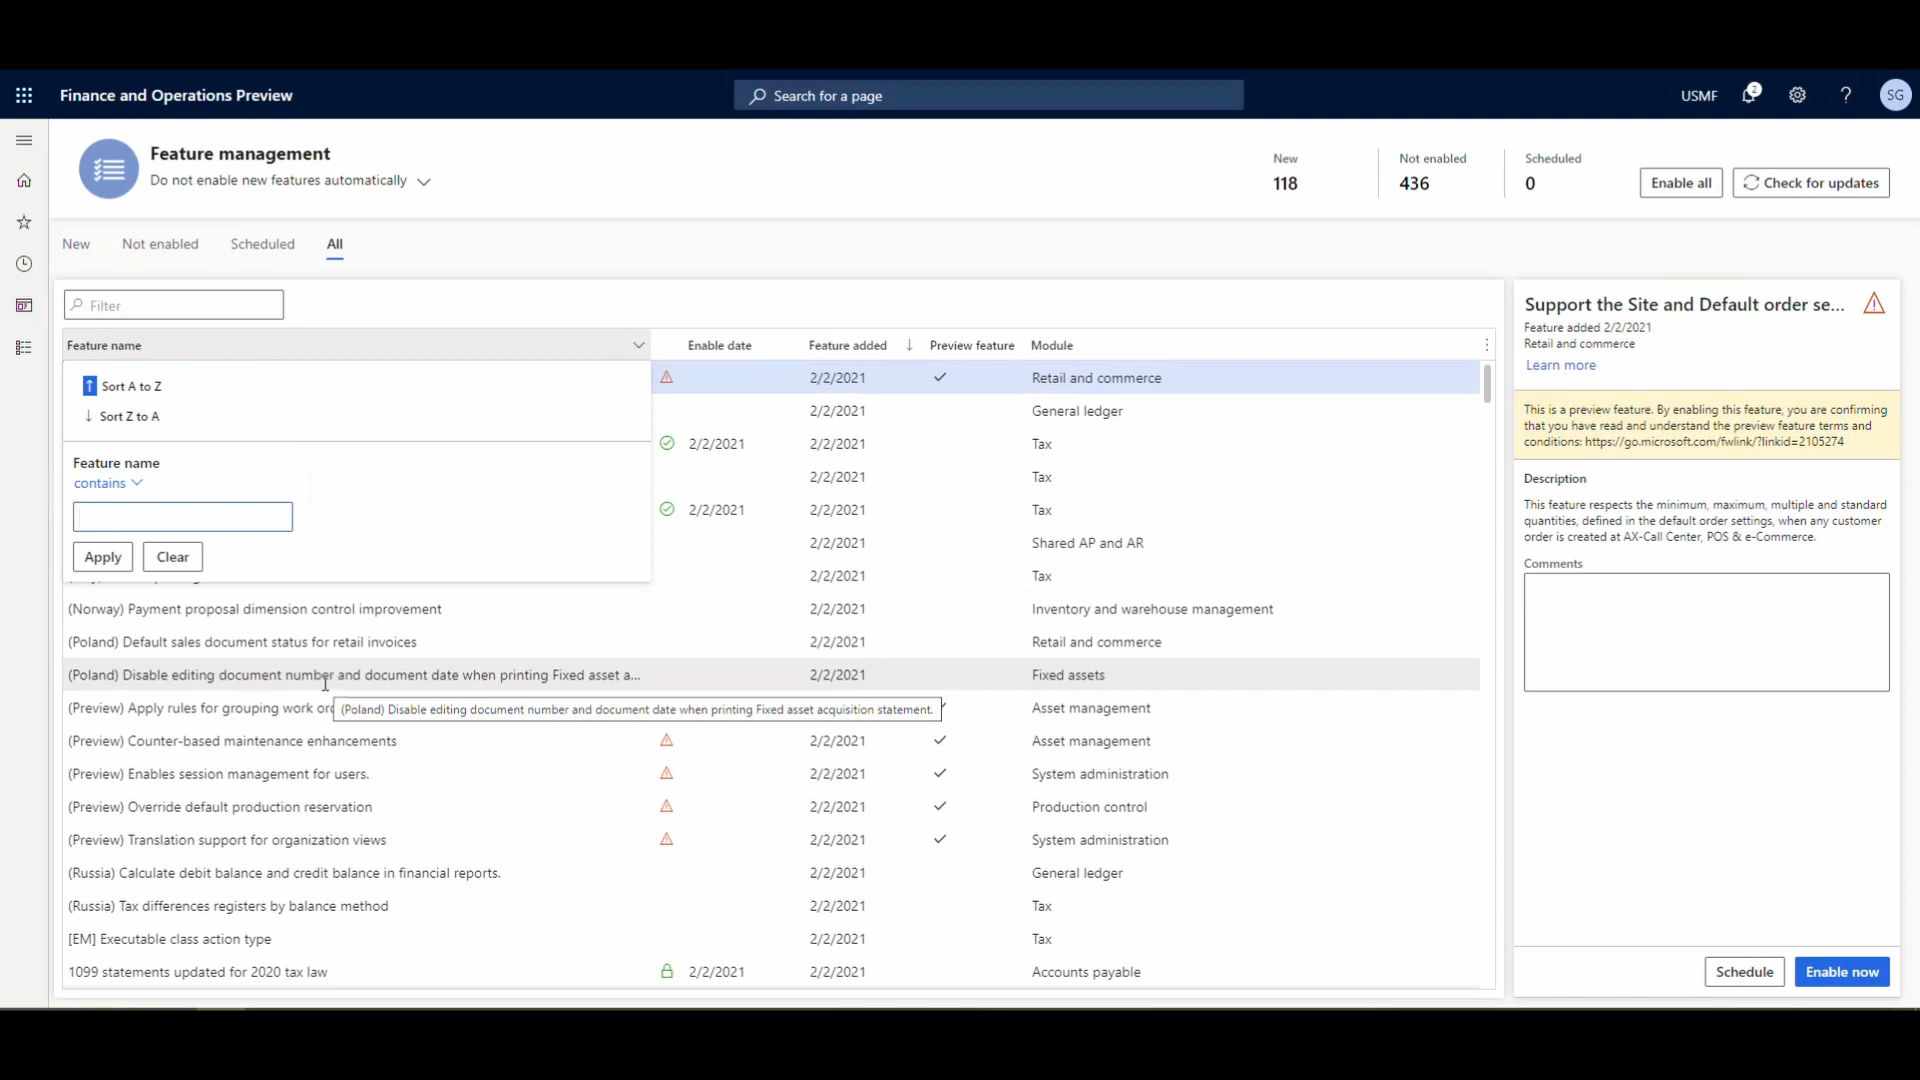 Finance and Operations Preview
Search for a page
USMF
2
?
SG
Feature management
Do not enable new features automatically
New
118
Not enabled
436
Scheduled
0
Enable all
Check for updates
New
Not enabled
Scheduled
All
Filter
Feature name
Enable date
Feature added
Preview feature
Module
Sort A to Z
Sort Z to A
Feature name
contains
Apply
Clear
2/2/2021
Retail and commerce
2/2/2021
General ledger
2/2/2021
2/2/2021
Tax
2/2/2021
Tax
2/2/2021
2/2/2021
Tax
2/2/2021
Shared AP and AR
2/2/2021
Tax
(Norway) Payment proposal dimension control improvement
2/2/2021
Inventory and warehouse management
(Poland) Default sales document status for retail invoices
2/2/2021
Retail and commerce
(Poland) Disable editing document number and document date when printing Fixed asset a...
2/2/2021
Fixed assets
(Preview) Apply rules for grouping work
(Poland) Disable editing document number and document date when printing Fixed asset acquisition statement.
Asset management
(Preview) Counter-based maintenance enhancements
2/2/2021
Asset management
(Preview) Enables session management for users.
2/2/2021
System administration
(Preview) Override default production reservation
2/2/2021
Production control
(Preview) Translation support for organization views
2/2/2021
System administration
(Russia) Calculate debit balance and credit balance in financial reports.
2/2/2021
General ledger
(Russia) Tax differences registers by balance method
2/2/2021
Tax
[EM] Executable class action type
2/2/2021
Tax
1099 statements updated for 2020 tax law
2/2/2021
2/2/2021
Accounts payable
Support the Site and Default order se...
Feature added 2/2/2021
Retail and commerce
Learn more
This is a preview feature. By enabling this feature, you are confirming
that you have read and understand the preview feature terms and
conditions: https://go.microsoft.com/fwlink/?linkid=2105274
Description
This feature respects the minimum, maximum, multiple and standard
quantities, defined in the default order settings, when any customer
order is created at AX-Call Center, POS & e-Commerce.
Comments
Schedule
Enable now